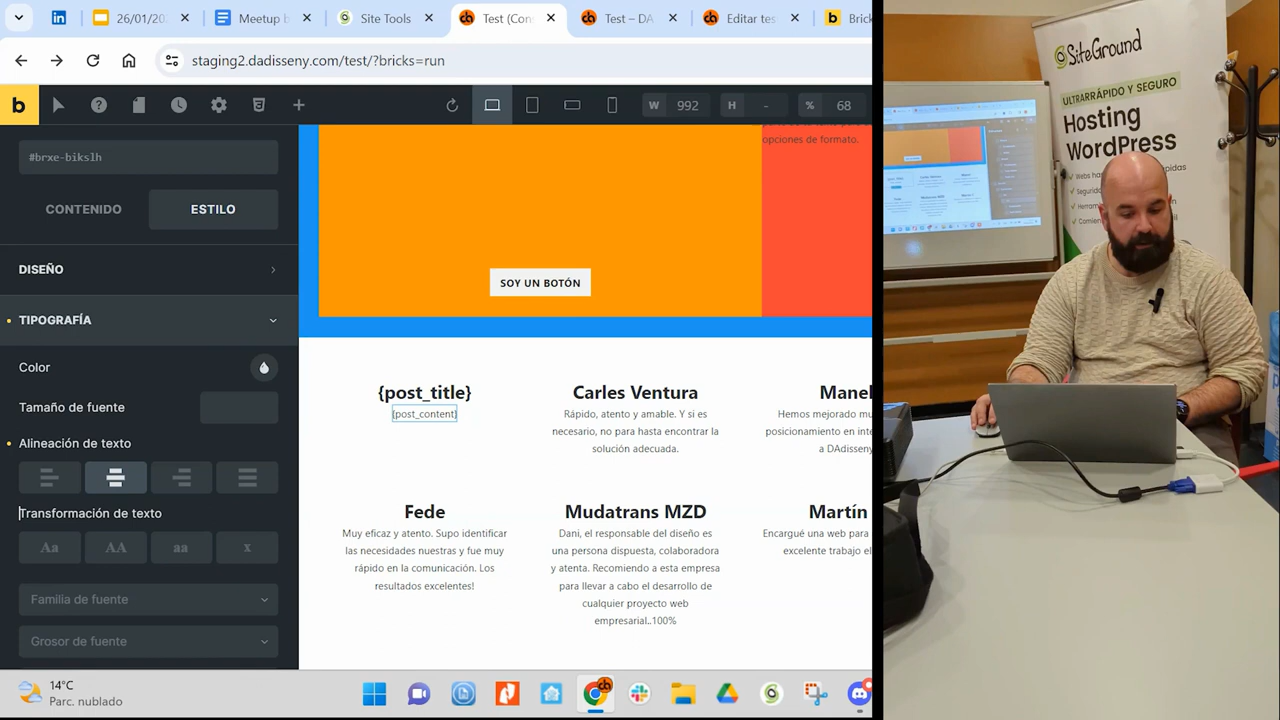 26/01/20
Meetup b
Site Tools
Test (Con
Test – DA
Editar tes
Brick
staging2.dadisseny.com/test/?bricks=run
b
W 992 H - % 68
#brxe-bikslh
CONTENIDO
ESTILO
DISEÑO
TIPOGRAFÍA
Color
Tamaño de fuente
Alineación de texto
Transformación de texto
Aa AA aa x
Familia de fuente
Grosor de fuente
opciones de formato.
SOY UN BOTÓN
{post_title}
{post_content}
Carles Ventura
Rápido, atento y amable. Y si es
necesario, no para hasta encontrar la
solución adecuada.
Manel
Hemos mejorado mu
posicionamiento en inte
a DAdisseny
Fede
Muy eficaz y atento. Supo identificar
las necesidades nuestras y fue muy
rápido en la comunicación. Los
resultados excelentes!
Mudatrans MZD
Dani, el responsable del diseño es
una persona dispuesta, colaboradora
y atenta. Recomiendo a esta empresa
para llevar a cabo el desarrollo de
cualquier proyecto web
empresarial..100%
Martín
Encargué una web para
excelente trabajo el
14°C
Parc. nublado
SiteGround
ULTRARRÁPIDO Y SEGURO
Hosting
WordPress